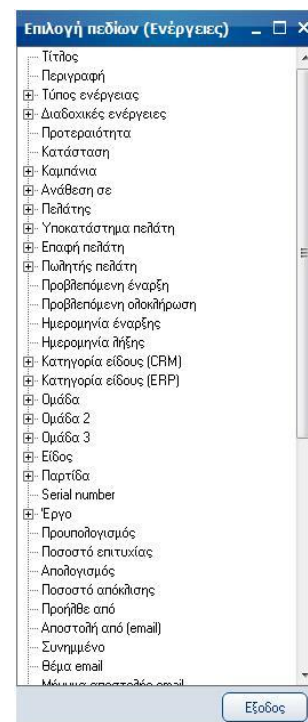 Επιλογή πεδίων (Ενέργειες)
Τίτλος
Περιγραφή
Τύπος ενέργειας
Διαδοχικές ενέργειες
Προτεραιότητα
Κατάσταση
Καμπάνια
Ανάθεση σε
Πελάτης
Υποκατάστημα πελάτη
Επαφή πελάτη
Πωλητής πελάτη
Προβλεπόμενη έναρξη
Προβλεπόμενη ολοκλήρωση
Ημερομηνία έναρξης
Ημερομηνία λήξης
Κατηγορία είδους (CRM)
Κατηγορία είδους (ERP)
Ομάδα
Ομάδα 2
Ομάδα 3
Είδος
Παρτίδα
Serial number
Έργο
Προυπολογισμός
Ποσοστό επιτυχίας
Απολογισμός
Ποσοστό απόκλισης
Προήλθε από
Αποστολή από (email)
Συνημμένο
Θέμα email
Μήνυμα αποστολής email
Εξοδος